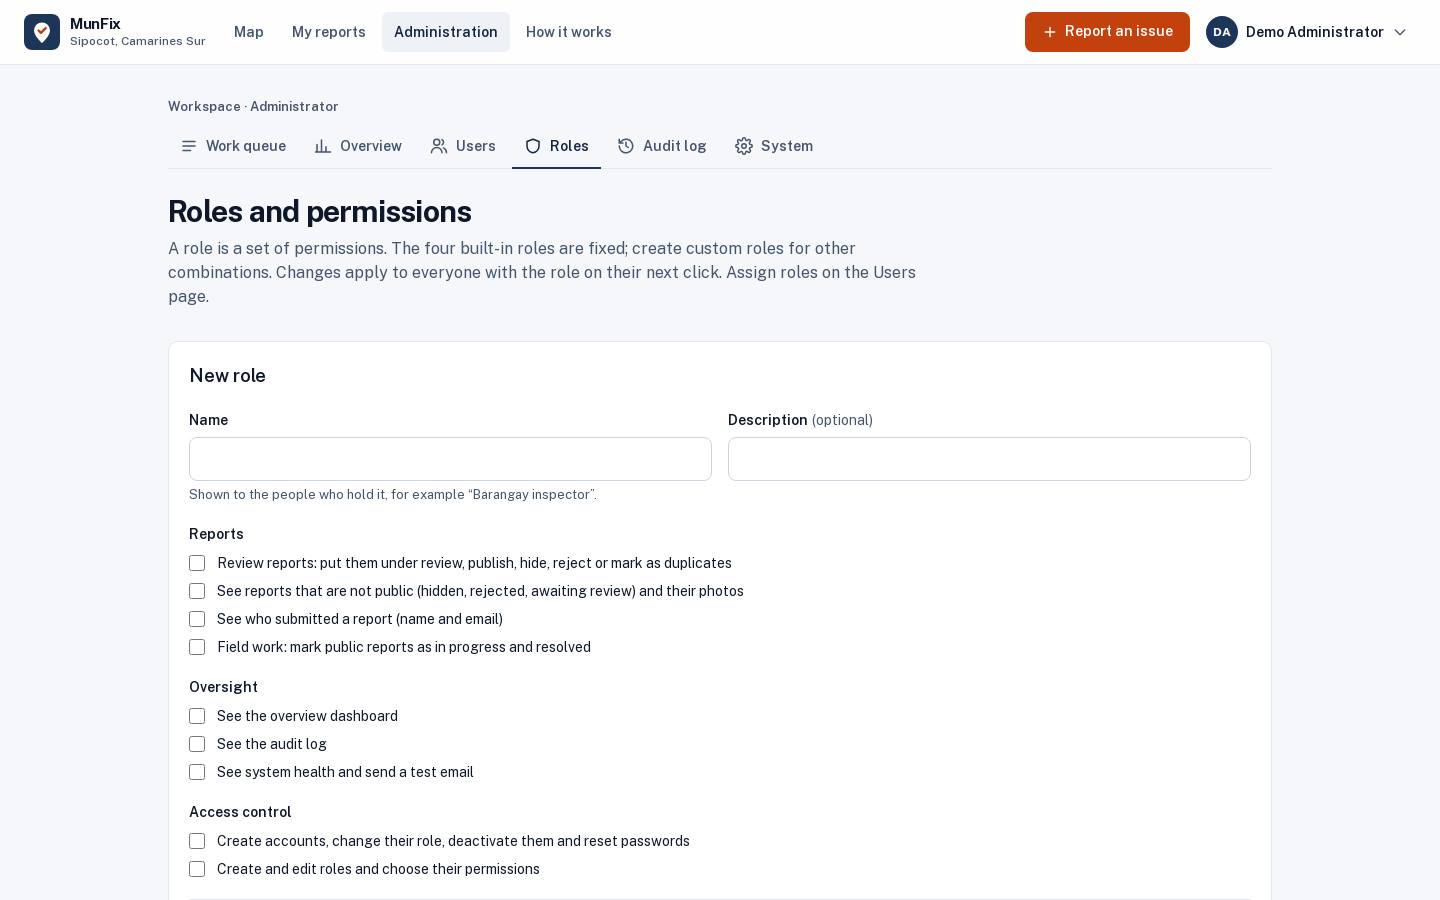 MunFix
Sipocot, Camarines Sur
Map
My reports
Administration
How it works
Report an issue
DA
Demo Administrator
Workspace · Administrator
Work queue
Overview
Users
Roles
Audit log
System
Roles and permissions
A role is a set of permissions. The four built-in roles are fixed; create custom roles for other
combinations. Changes apply to everyone with the role on their next click. Assign roles on the Users
page.
New role
Name
Description (optional)
Shown to the people who hold it, for example “Barangay inspector”.
Reports
Review reports: put them under review, publish, hide, reject or mark as duplicates
See reports that are not public (hidden, rejected, awaiting review) and their photos
See who submitted a report (name and email)
Field work: mark public reports as in progress and resolved
Oversight
See the overview dashboard
See the audit log
See system health and send a test email
Access control
Create accounts, change their role, deactivate them and reset passwords
Create and edit roles and choose their permissions